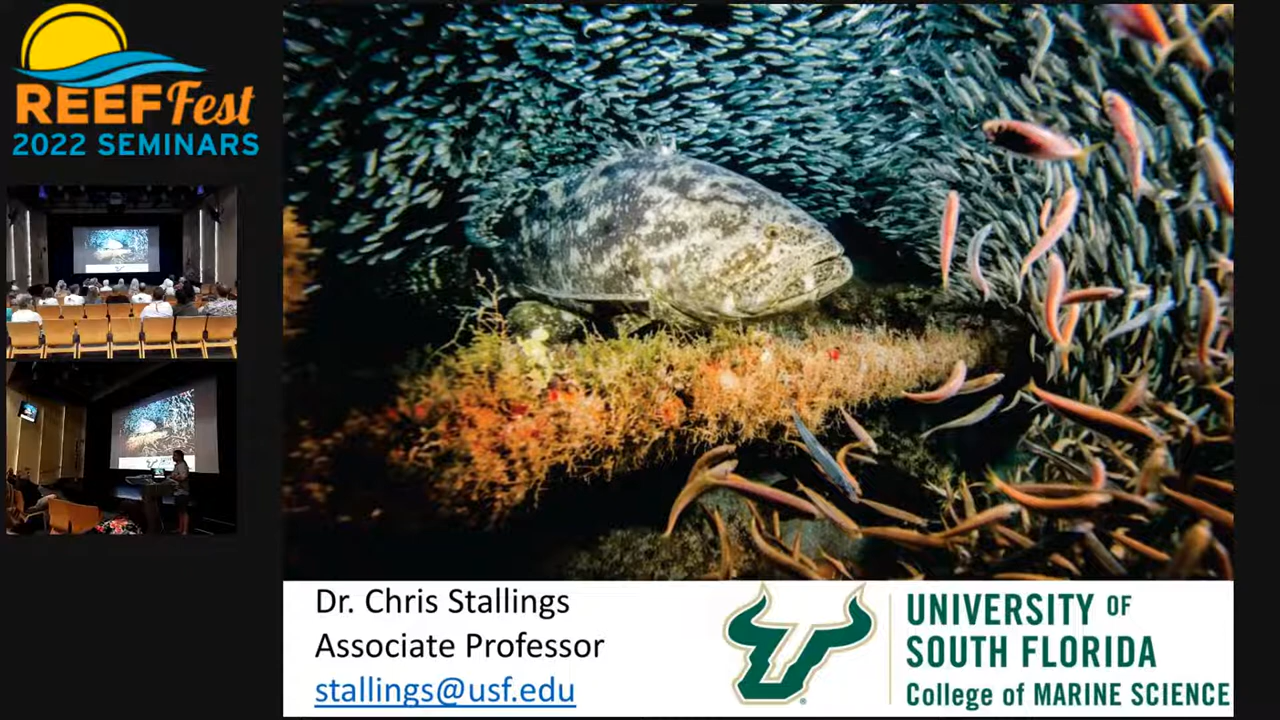 REEF Fest
2022 SEMINARS
Dr. Chris Stallings
Associate Professor
stallings@usf.edu
UNIVERSITY OF
SOUTH FLORIDA
College of MARINE SCIENCE